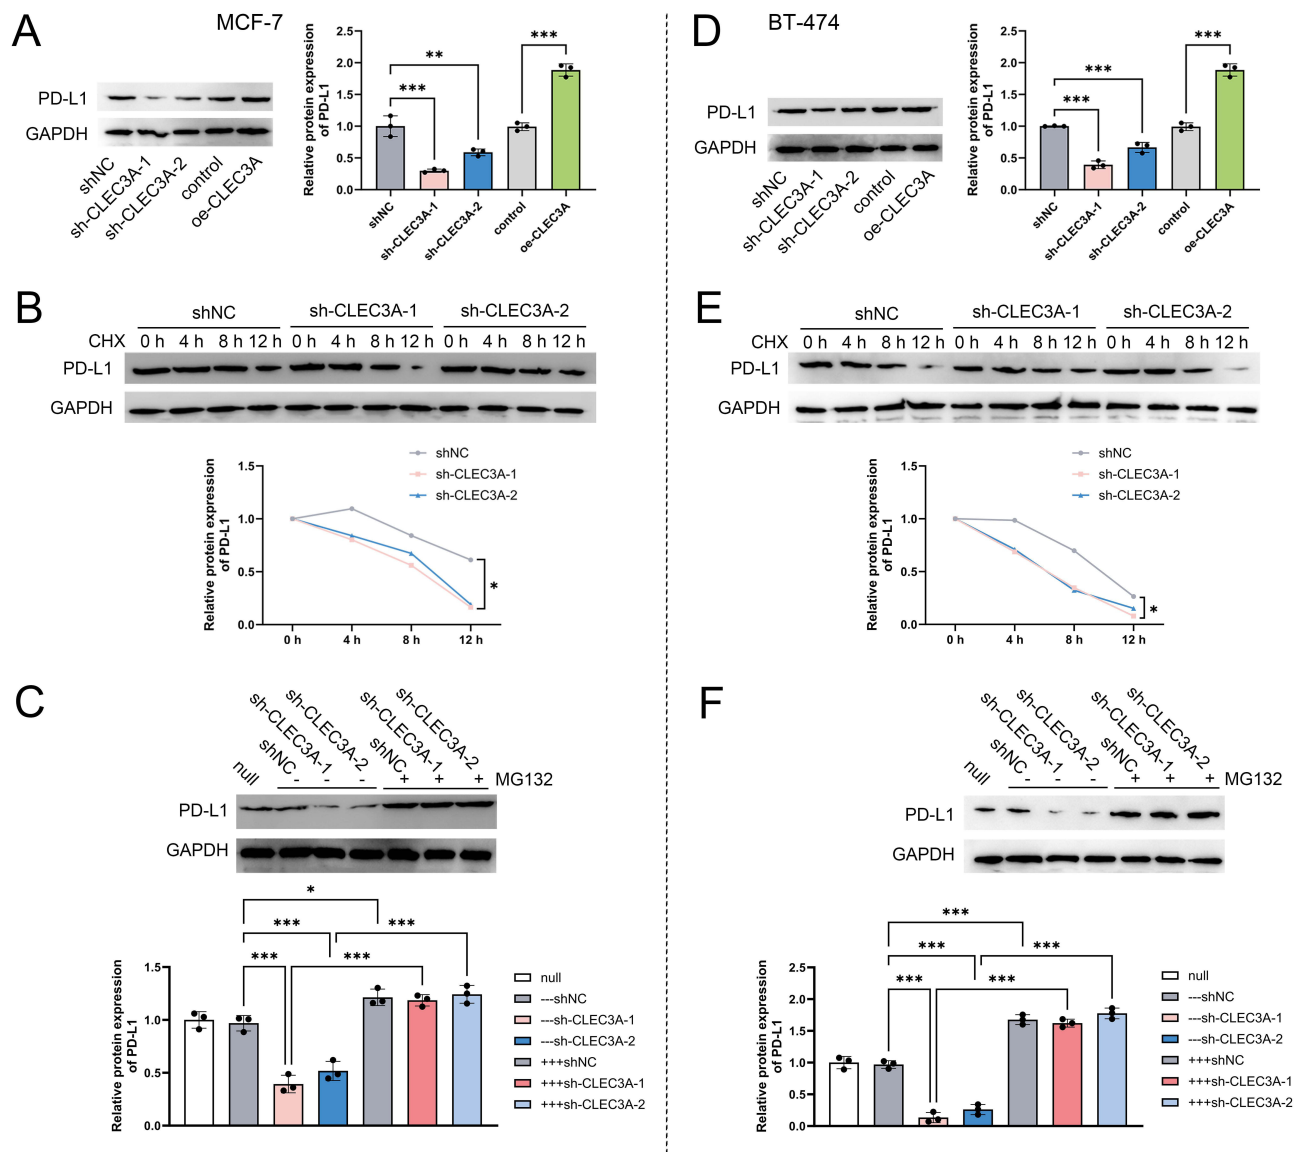 A
MCF-7
PD-L1
GAPDH
shNC
sh-CLEC3A-1
sh-CLEC3A-2
control
oe-CLEC3A
Relative protein expression
of PD-L1
2.5
2.0
1.5
1.0
0.5
0.0
***
**
***
shNC
sh-CLEC3A-1
sh-CLEC3A-2
control
oe-CLEC3A
D
BT-474
PD-L1
GAPDH
shNC
sh-CLEC3A-1
sh-CLEC3A-2
control
oe-CLEC3A
Relative protein expression
of PD-L1
2.5
2.0
1.5
1.0
0.5
0.0
***
***
***
shNC
sh-CLEC3A-1
sh-CLEC3A-2
control
oe-CLEC3A
B
shNC sh-CLEC3A-1 sh-CLEC3A-2
CHX 0 h 4 h 8 h 12 h 0 h 4 h 8 h 12 h 0 h 4 h 8 h 12 h
PD-L1
GAPDH
shNC
sh-CLEC3A-1
sh-CLEC3A-2
Relative protein expression
of PD-L1
1.5
1.0
0.5
0.0
*
0 h 4 h 8 h 12 h
E
shNC sh-CLEC3A-1 sh-CLEC3A-2
CHX 0 h 4 h 8 h 12 h 0 h 4 h 8 h 12 h 0 h 4 h 8 h 12 h
PD-L1
GAPDH
shNC
sh-CLEC3A-1
sh-CLEC3A-2
Relative protein expression
of PD-L1
1.5
1.0
0.5
0.0
*
0 h 4 h 8 h 12 h
C
null
shNC
sh-CLEC3A-1
sh-CLEC3A-2
shNC
sh-CLEC3A-1
sh-CLEC3A-2
- - - + + + MG132
PD-L1
GAPDH
*
*** ***
*** ***
Relative protein expression
of PD-L1
1.5
1.0
0.5
0.0
null
---shNC
---sh-CLEC3A-1
---sh-CLEC3A-2
+++shNC
+++sh-CLEC3A-1
+++sh-CLEC3A-2
F
null
shNC
sh-CLEC3A-1
sh-CLEC3A-2
shNC
sh-CLEC3A-1
sh-CLEC3A-2
- - - + + + MG132
PD-L1
GAPDH
***
*** ***
*** ***
Relative protein expression
of PD-L1
2.5
2.0
1.5
1.0
0.5
0.0
null
---shNC
---sh-CLEC3A-1
---sh-CLEC3A-2
+++shNC
+++sh-CLEC3A-1
+++sh-CLEC3A-2